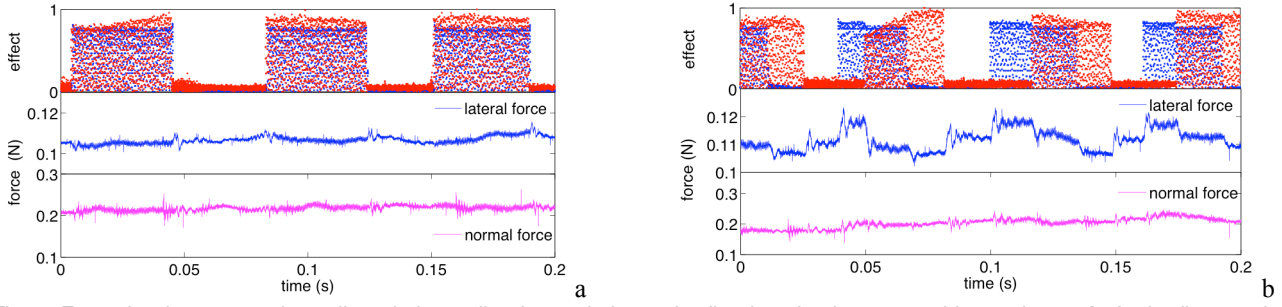 1
effect
0
0.12
lateral force
0.1
force (N)
0.3
0.2
normal force
0.1
0 0.05 0.1 0.15 0.2
time (s)
a
1
effect
0
0.12
lateral force
0.11
force (N)
0.1
0.3
normal force
0.2
0.1
0 0.05 0.1 0.15 0.2
time (s)
b